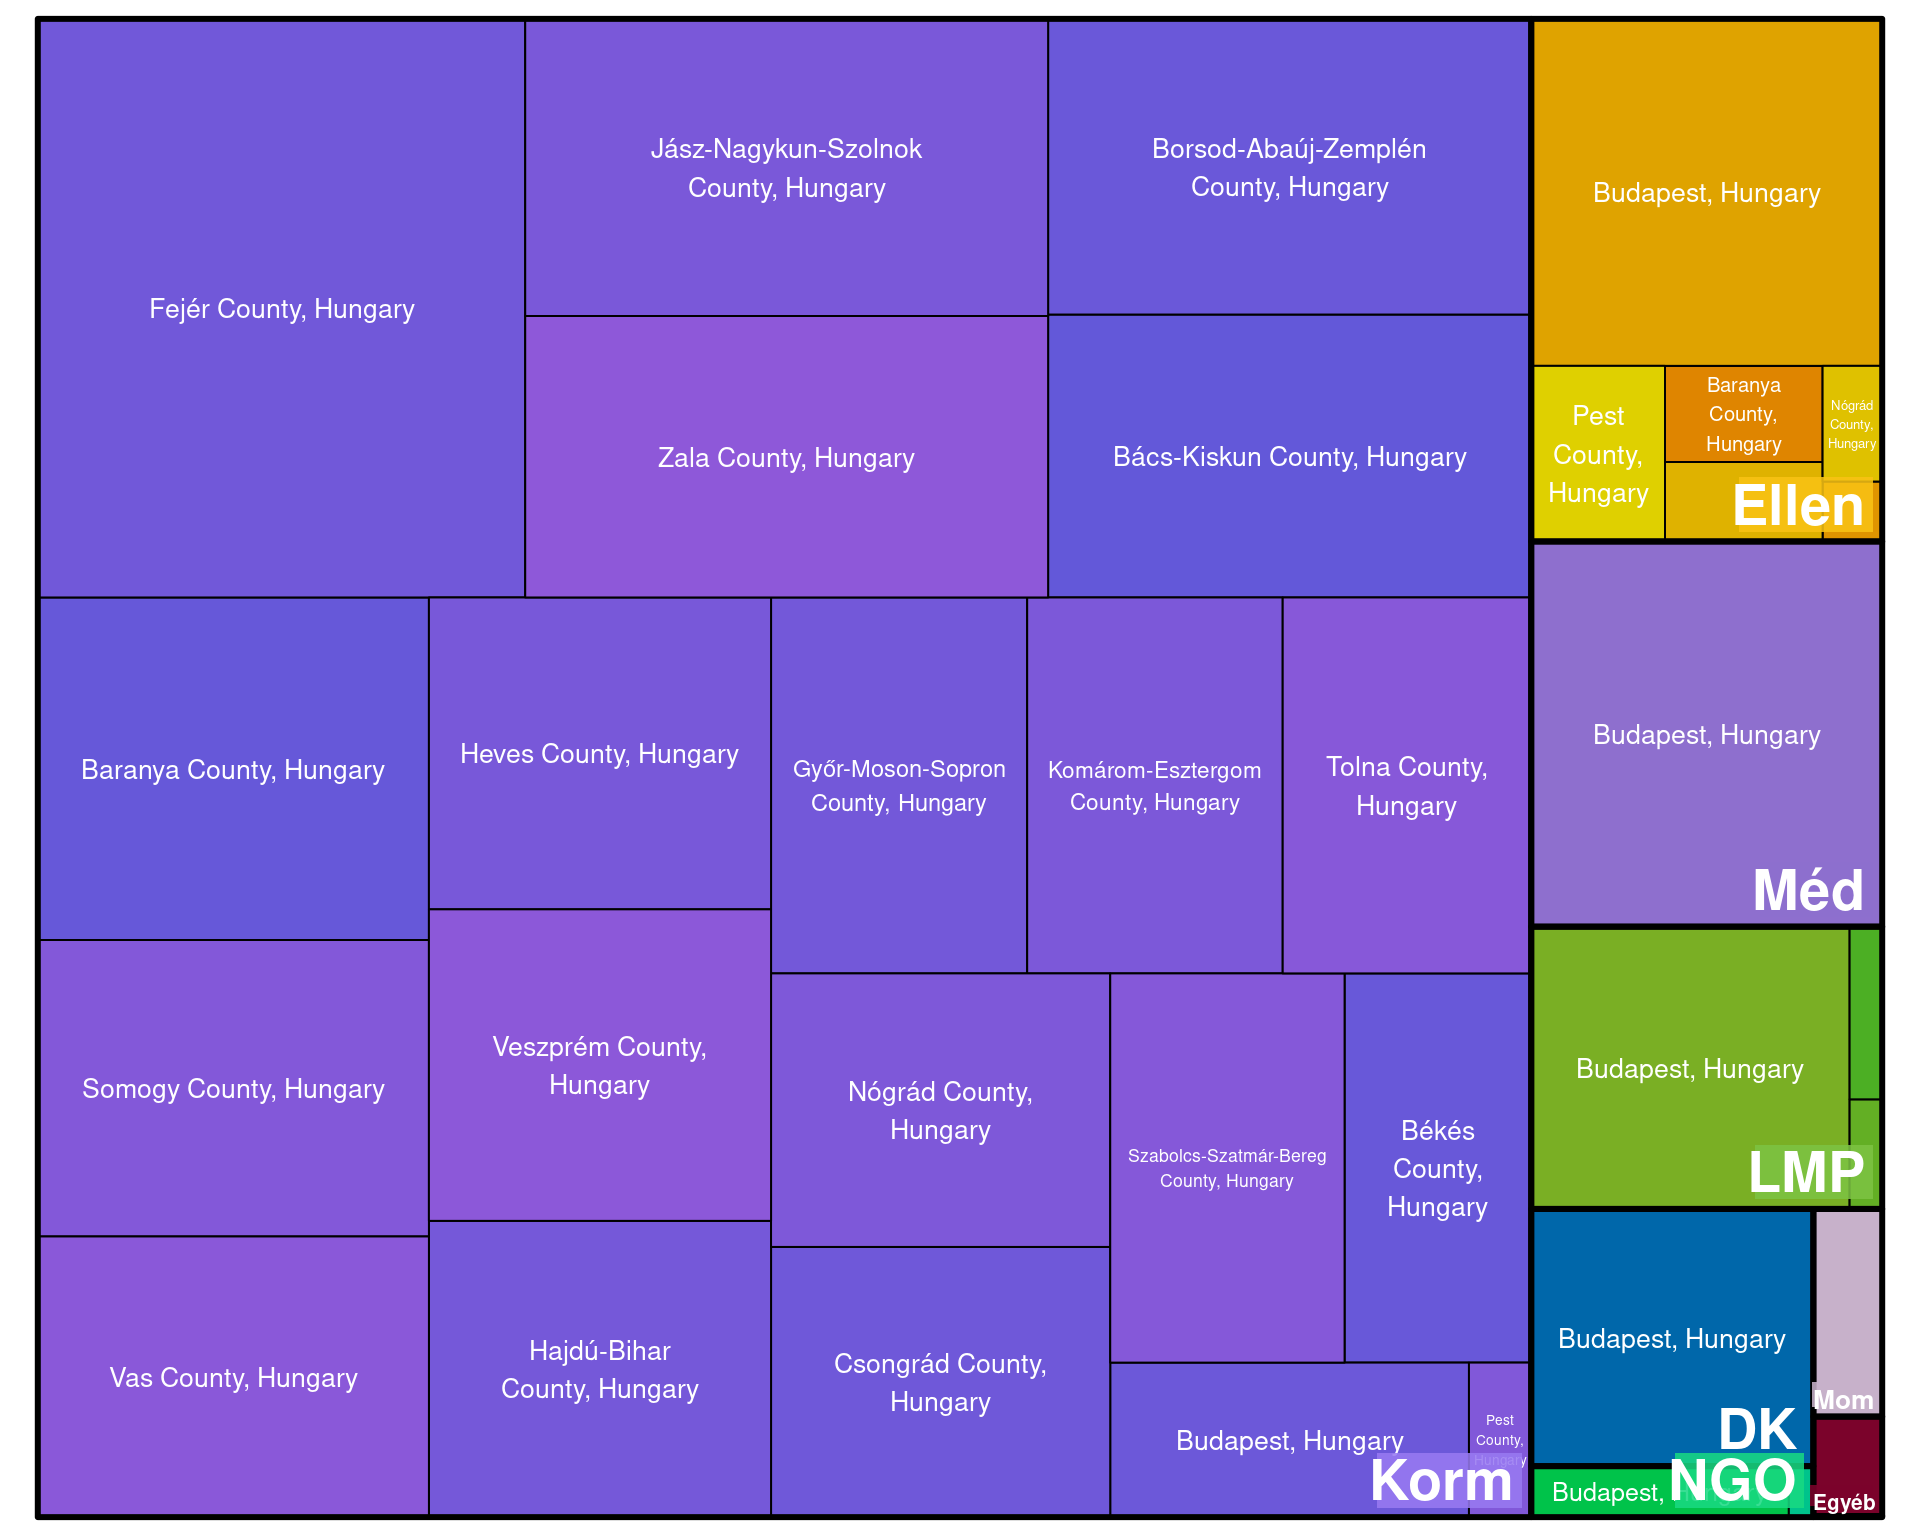 Fejér County, Hungary
Jász-Nagykun-Szolnok
County, Hungary
Zala County, Hungary
Borsod-Abaúj-Zemplén
County, Hungary
Bács-Kiskun County, Hungary
Baranya County, Hungary
Somogy County, Hungary
Vas County, Hungary
Heves County, Hungary
Veszprém County,
Hungary
Hajdú-Bihar
County, Hungary
Győr-Moson-Sopron
County, Hungary
Komárom-Esztergom
County, Hungary
Tolna County,
Hungary
Nógrád County,
Hungary
Csongrád County,
Hungary
Szabolcs-Szatmár-Bereg
County, Hungary
Békés
County,
Hungary
Budapest, Hungary
Pest
County,
Hungary
Korm
Budapest, Hungary
Pest
County,
Hungary
Baranya
County,
Hungary
Nógrád
County,
Hungary
Ellen
Budapest, Hungary
Méd
Budapest, Hungary
LMP
Budapest, Hungary
DK
Mom
Budapest, Hungary
NGO
Egyéb